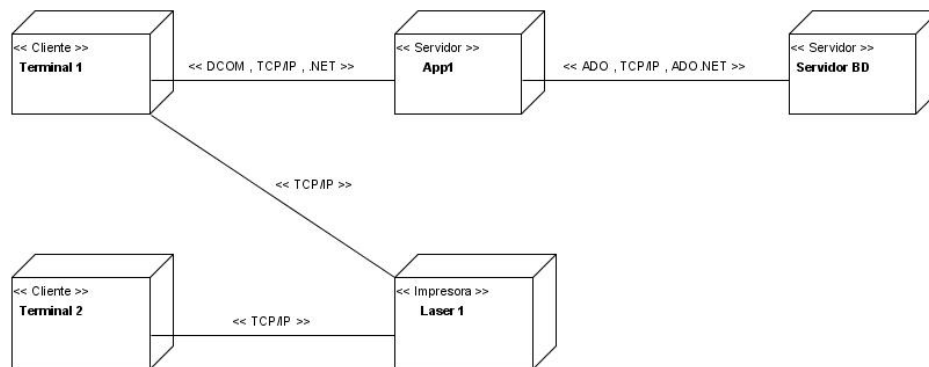 << Cliente >>
Terminal 1
<< DCOM , TCP/IP , .NET >>
<< Servidor >>
App1
<< ADO , TCP/IP , ADO.NET >>
<< Servidor >>
Servidor BD
<< TCP/IP >>
<< Cliente >>
Terminal 2
<< TCP/IP >>
<< Impresora >>
Laser 1